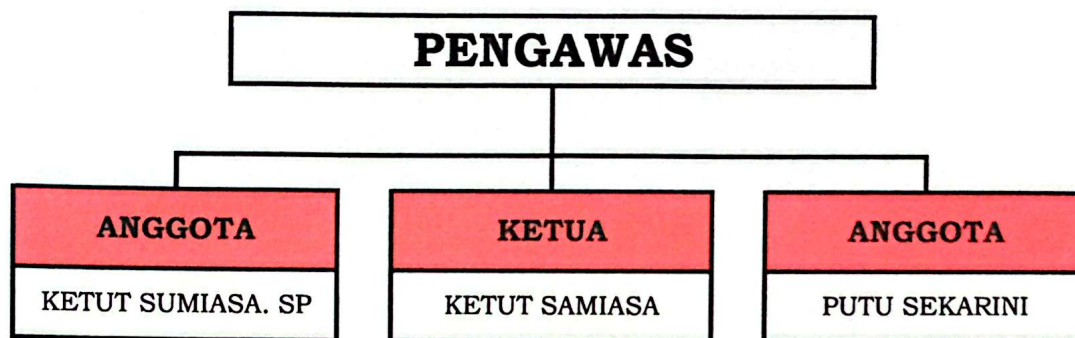 PENGAWAS
ANGGOTA
KETUT SUMIASA. SP
KETUA
KETUT SAMIASA
ANGGOTA
PUTU SEKARINI